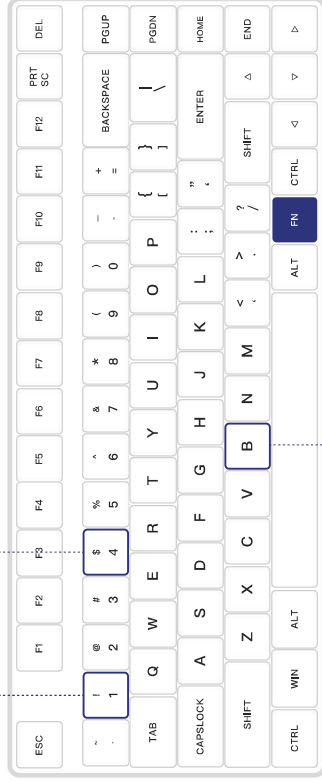 ESC F1 F2 F3 F4 F5 F6 F7 F8 F9 F10 F11 F12 PRT SC DEL
~ ` ! 1 @ 2 # 3 $ 4 % 5 ^ 6 & 7 * 8 ( 9 ) 0 — - + = BACKSPACE PGUP
TAB Q W E R T Y U I O P { [ } ] | \ PGDN
CAPSLOCK A S D F G H J K L : ; " ' ENTER HOME
SHIFT Z X C V B N M < , > . ? / SHIFT △ END
CTRL WIN ALT ALT FN CTRL ◁ ▽ ▷